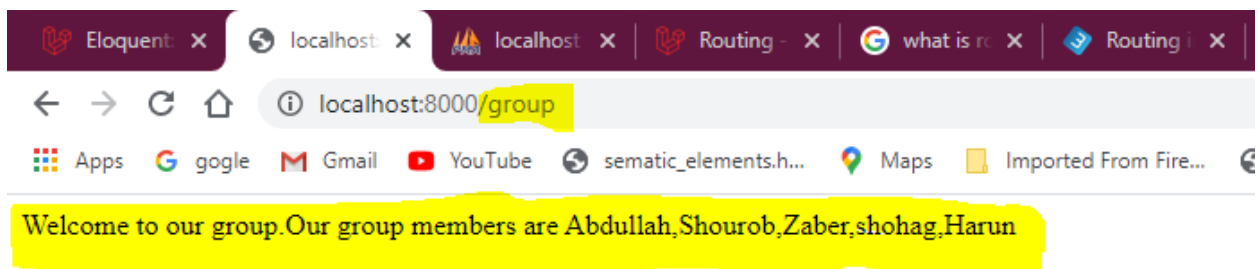 Eloquent: localhost: localhost Routing - what is ro Routing i
localhost:8000/group
Apps gogle Gmail YouTube sematic_elements.h... Maps Imported From Fire...
Welcome to our group.Our group members are Abdullah,Shourob,Zaber,shohag,Harun